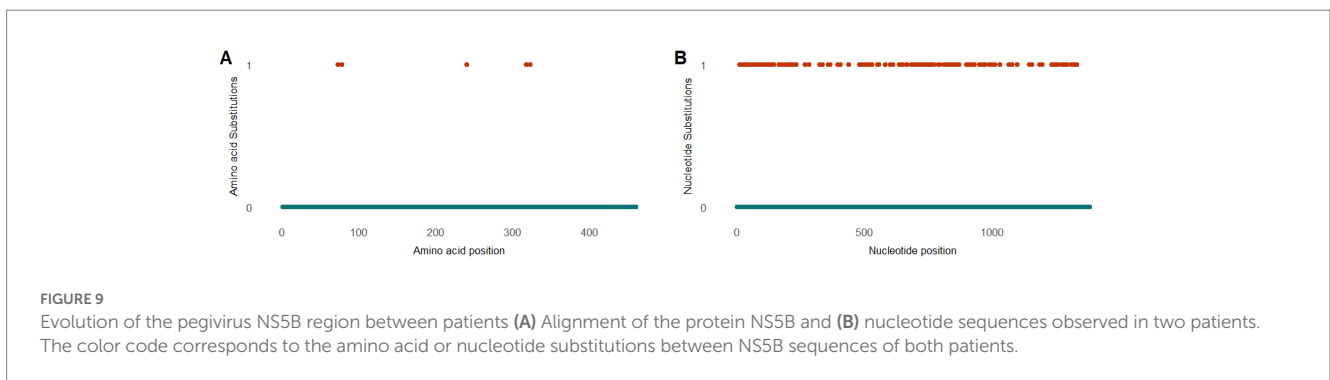 A
1
Amino acid Substitutions
0
0 100 200 300 400
Amino acid position
B
1
Nucleotide Substitutions
0
0 500 1000
Nucleotide position
FIGURE 9
Evolution of the pegivirus NS5B region between patients (A) Alignment of the protein NS5B and (B) nucleotide sequences observed in two patients.
The color code corresponds to the amino acid or nucleotide substitutions between NS5B sequences of both patients.